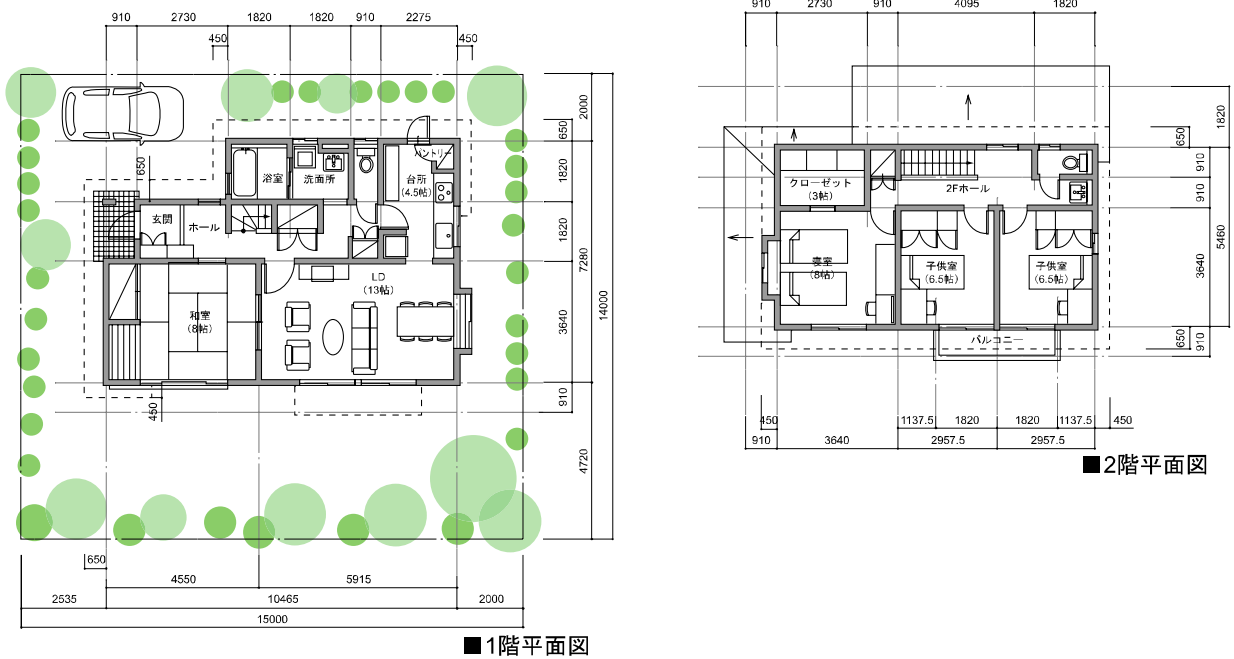 910
2730
1820
1820
910
2275
450
450
2000
650
1820
1820
7280
3640
14000
910
4720
650
浴室
洗面所
パントリー
台所
(4.5帖)
玄関
ホール
LD
(13帖)
和室
(8帖)
450
650
4550
5915
2535
10465
2000
15000
■1階平面図
910
2730
910
4095
1820
1820
650
910
910
5460
3640
650
910
クローゼット
(3帖)
2Fホール
寝室
(8帖)
子供室
(6.5帖)
子供室
(6.5帖)
バルコニー
450
1137.5
1820
1820
1137.5
450
910
3640
2957.5
2957.5
■2階平面図